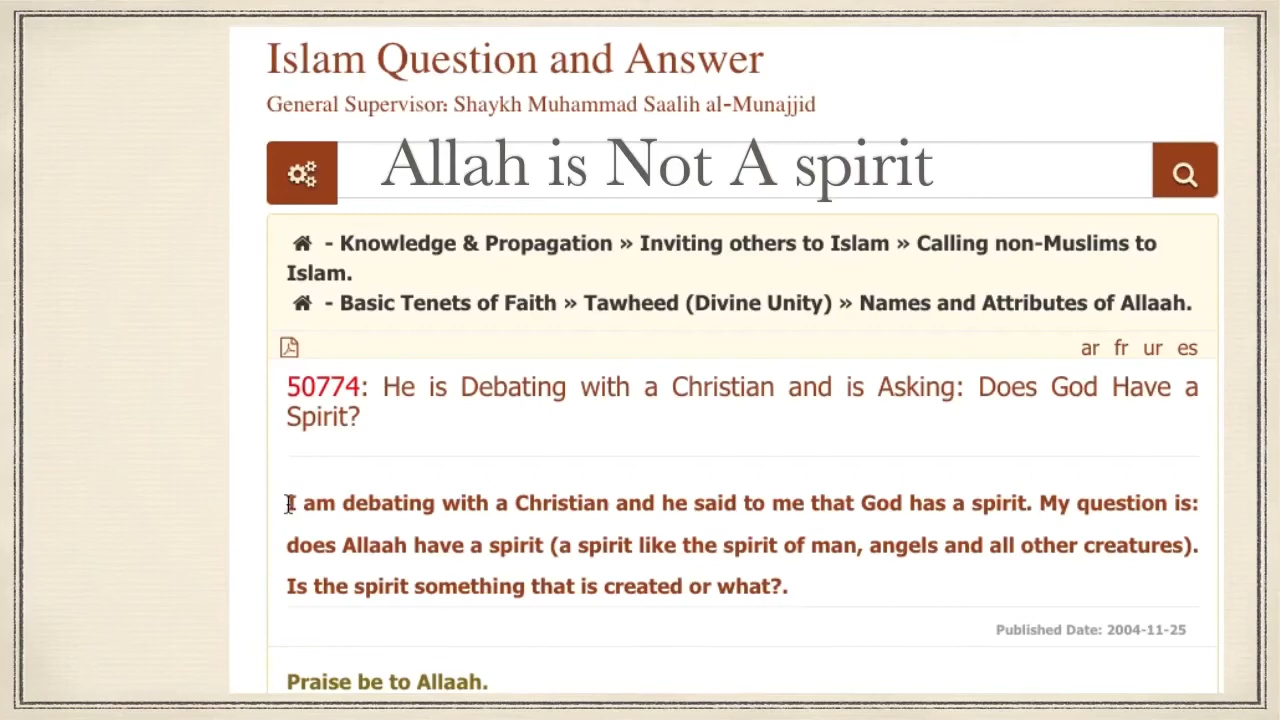 Islam Question and Answer
General Supervisor: Shaykh Muhammad Saalih al-Munajjid
Allah is Not A spirit
- Knowledge & Propagation » Inviting others to Islam » Calling non-Muslims to
Islam.
- Basic Tenets of Faith » Tawheed (Divine Unity) » Names and Attributes of Allaah.
ar fr ur es
50774: He is Debating with a Christian and is Asking: Does God Have a
Spirit?
I am debating with a Christian and he said to me that God has a spirit. My question is:
does Allaah have a spirit (a spirit like the spirit of man, angels and all other creatures).
Is the spirit something that is created or what?.
Published Date: 2004-11-25
Praise be to Allaah.